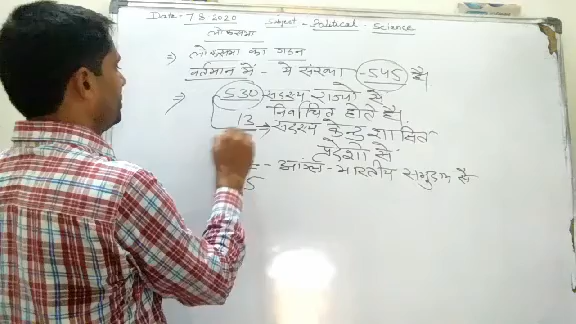 Date - 7 8 2020 Subject - Political - Science
लोकसभा
⇒ लोकसभा का गठन
वर्तमान में - मे संख्या - 545 है।
⇒ 530 सदस्य राज्यो से
निर्वाचित होते है।
13 → सदस्य केन्द्र शासित
प्रदेशो से
- आंग्ल - भारतीय समुदाय से
5